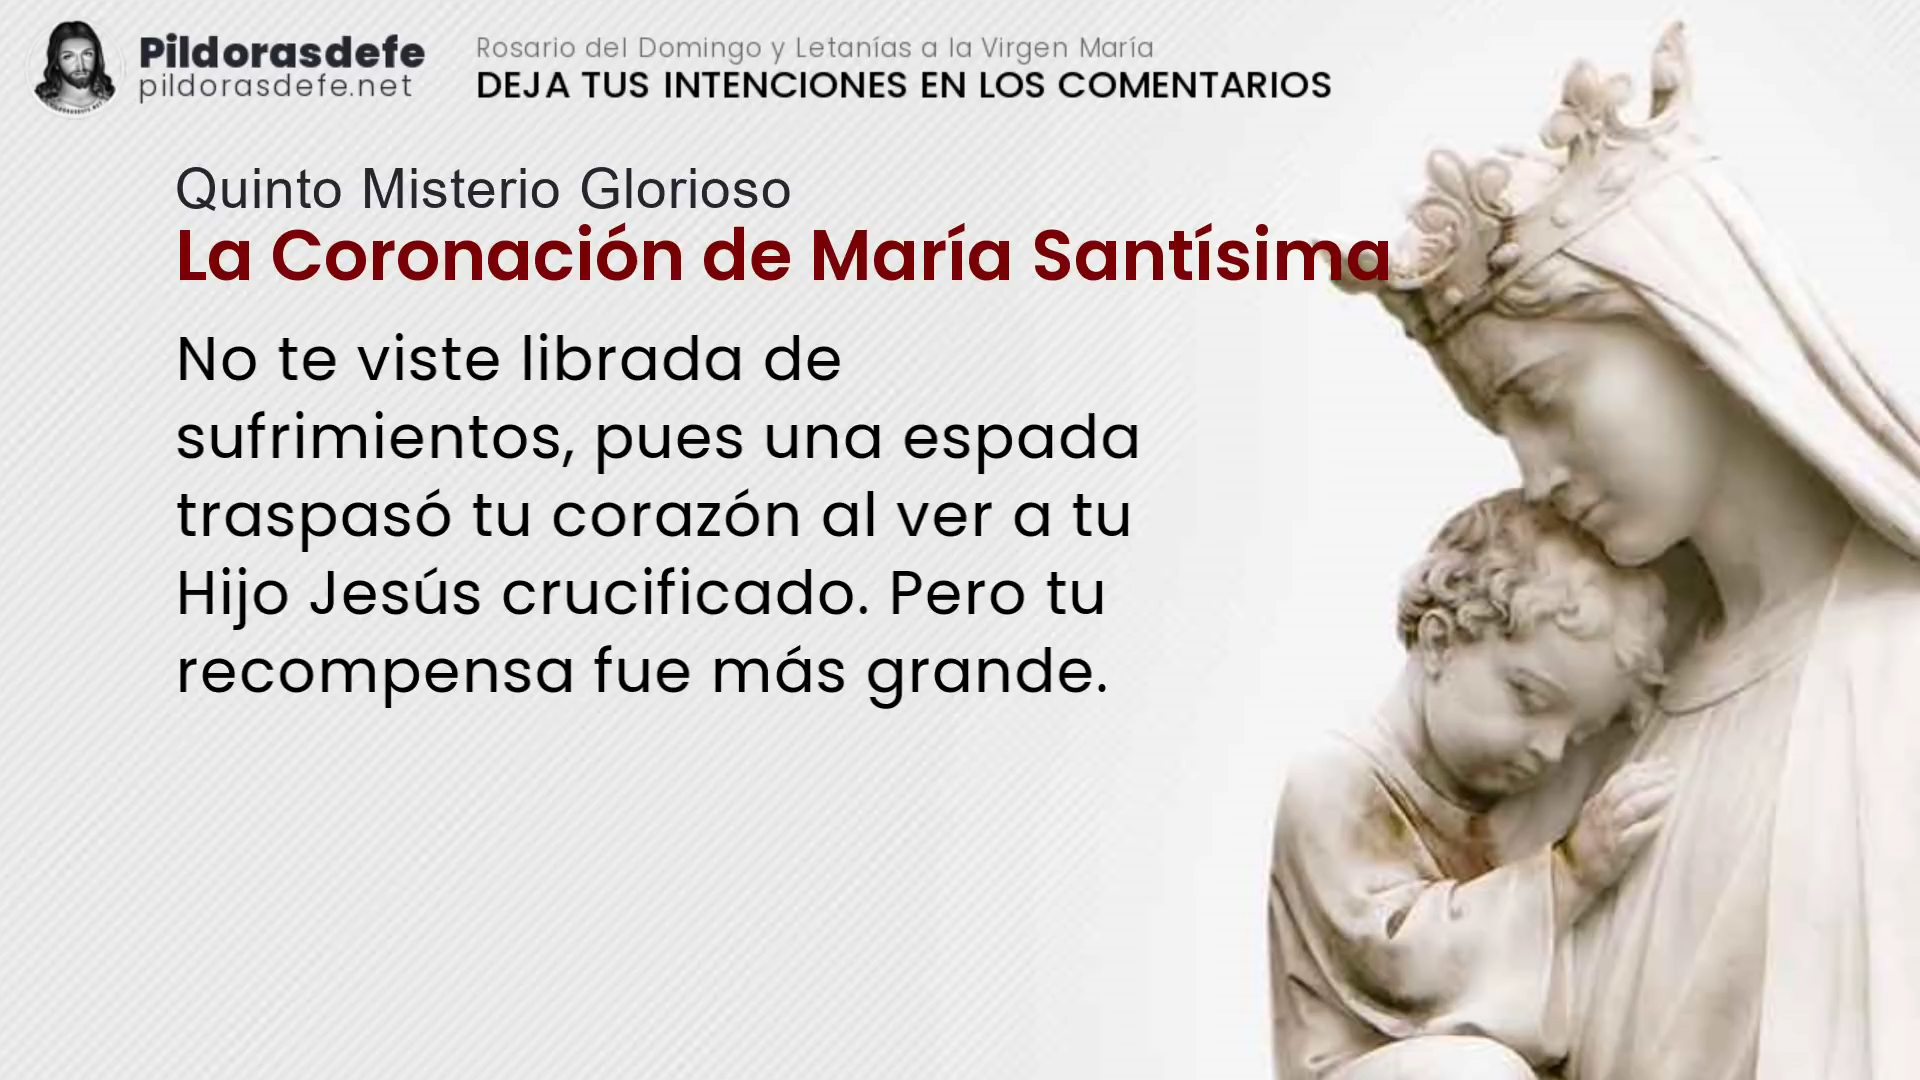 Pildorasdefe
pildorasdefe.net
Rosario del Domingo y Letanías a la Virgen María
DEJA TUS INTENCIONES EN LOS COMENTARIOS
Quinto Misterio Glorioso
La Coronación de María Santísima
No te viste librada de
sufrimientos, pues una espada
traspasó tu corazón al ver a tu
Hijo Jesús crucificado. Pero tu
recompensa fue más grande.